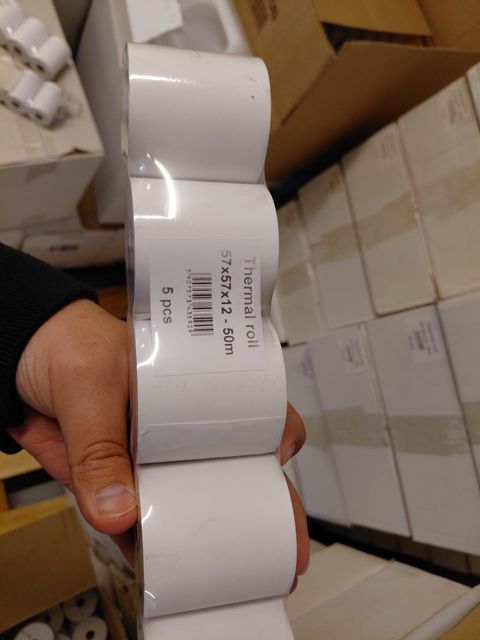 Thermal roll
57x57x12 - 50m
5 pcs